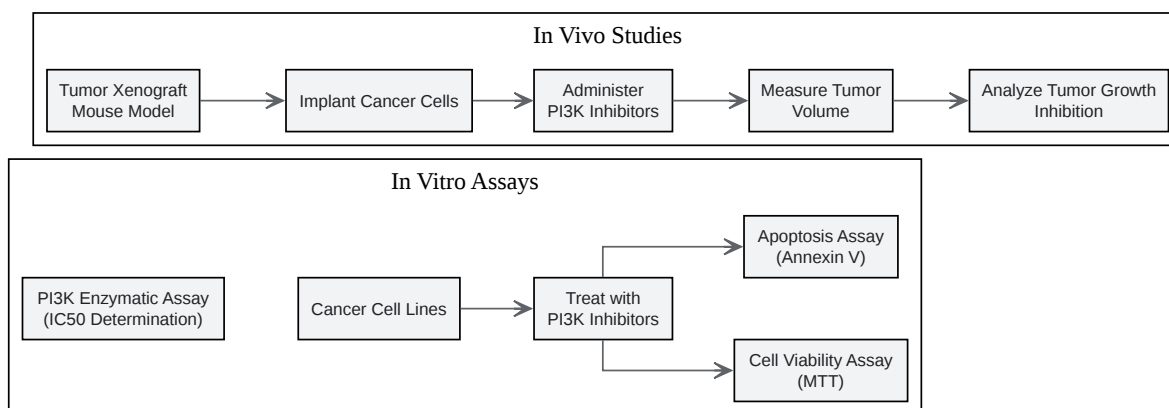 In Vivo Studies
Tumor Xenograft
Mouse Model
Implant Cancer Cells
Administer
PI3K Inhibitors
Measure Tumor
Volume
Analyze Tumor Growth
Inhibition
In Vitro Assays
PI3K Enzymatic Assay
(IC50 Determination)
Cancer Cell Lines
Treat with
PI3K Inhibitors
Apoptosis Assay
(Annexin V)
Cell Viability Assay
(MTT)